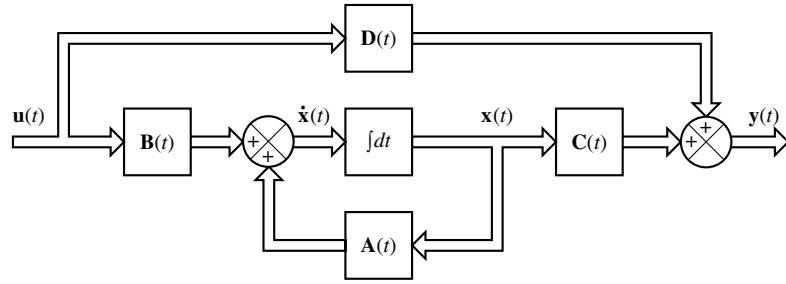 D(t)
u(t)
ẋ(t)
x(t)
y(t)
B(t)
+
+
∫dt
C(t)
+
+
A(t)